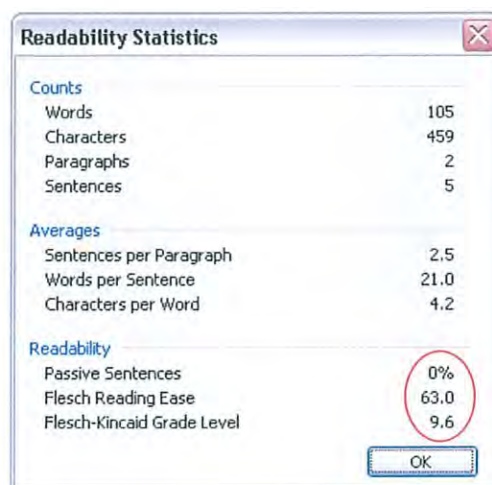 Readability Statistics
Counts
Words 105
Characters 459
Paragraphs 2
Sentences 5
Averages
Sentences per Paragraph 2.5
Words per Sentence 21.0
Characters per Word 4.2
Readability
Passive Sentences 0%
Flesch Reading Ease 63.0
Flesch-Kincaid Grade Level 9.6
OK